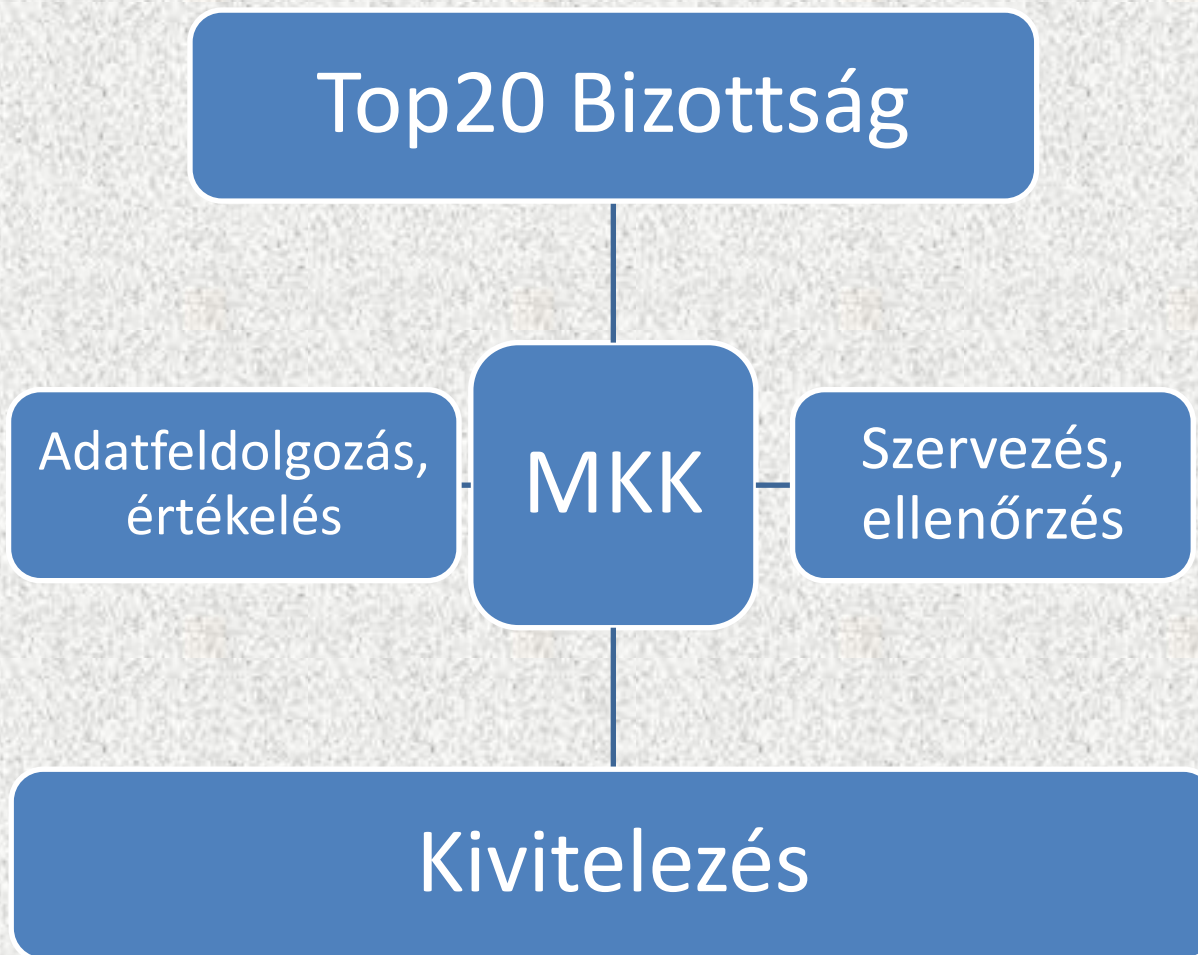 Top20 Bizottság
Adatfeldolgozás,
értékelés
MKK
Szervezés,
ellenőrzés
Kivitelezés